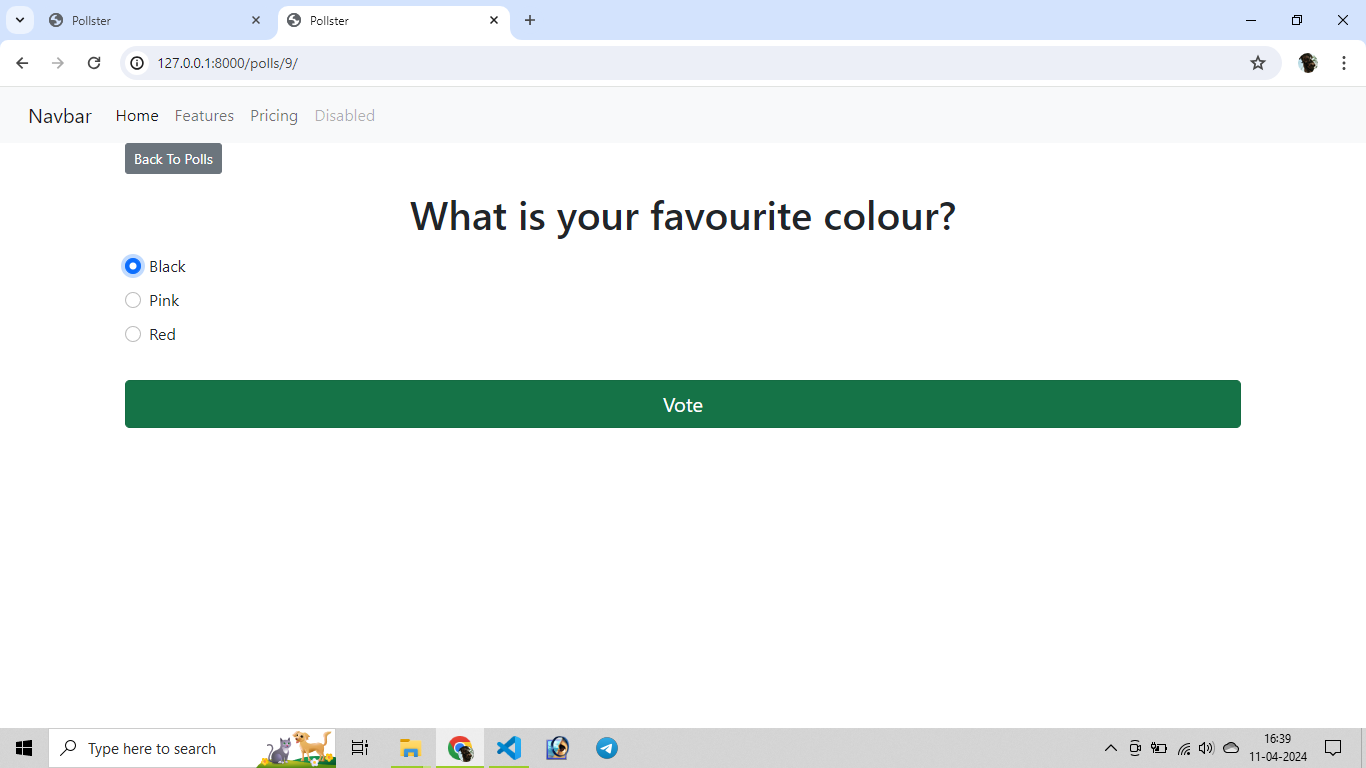 Pollster
Pollster
127.0.0.1:8000/polls/9/
Navbar Home Features Pricing Disabled
Back To Polls
What is your favourite colour?
Black
Pink
Red
Vote
Type here to search
16:39
11-04-2024